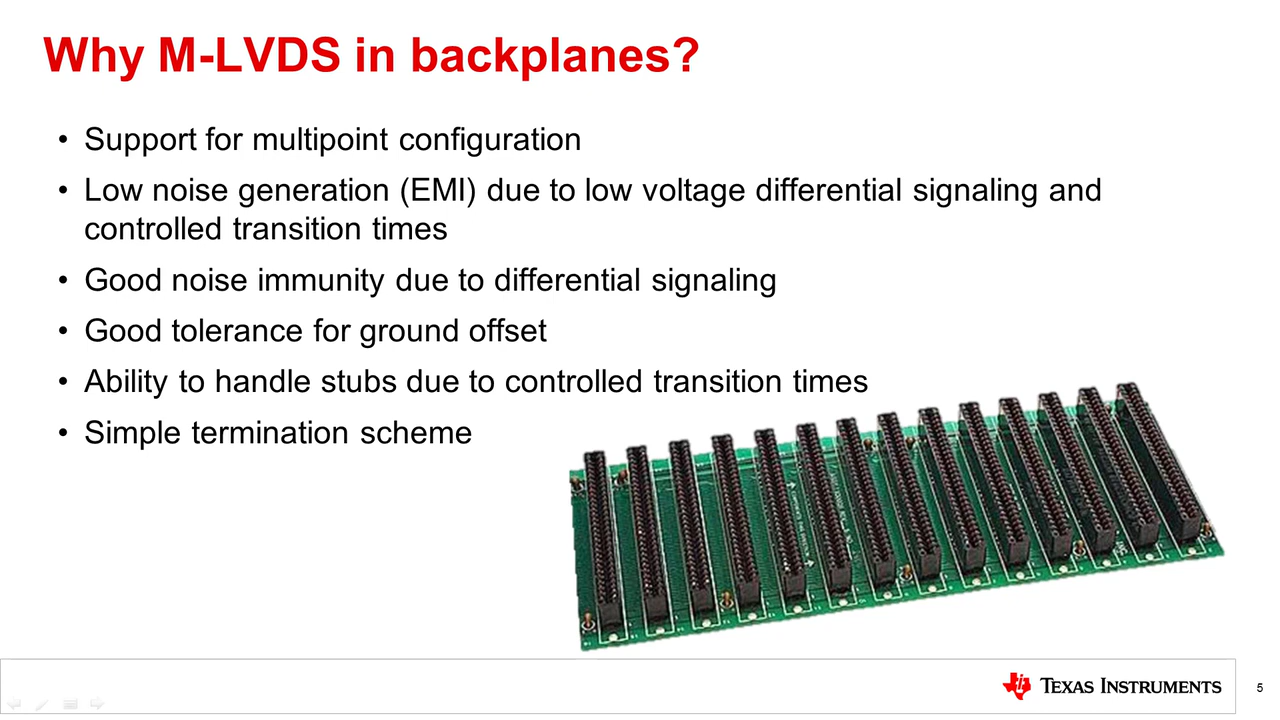 Why M-LVDS in backplanes?
• Support for multipoint configuration
• Low noise generation (EMI) due to low voltage differential signaling and
controlled transition times
• Good noise immunity due to differential signaling
• Good tolerance for ground offset
• Ability to handle stubs due to controlled transition times
• Simple termination scheme
TEXAS INSTRUMENTS
5